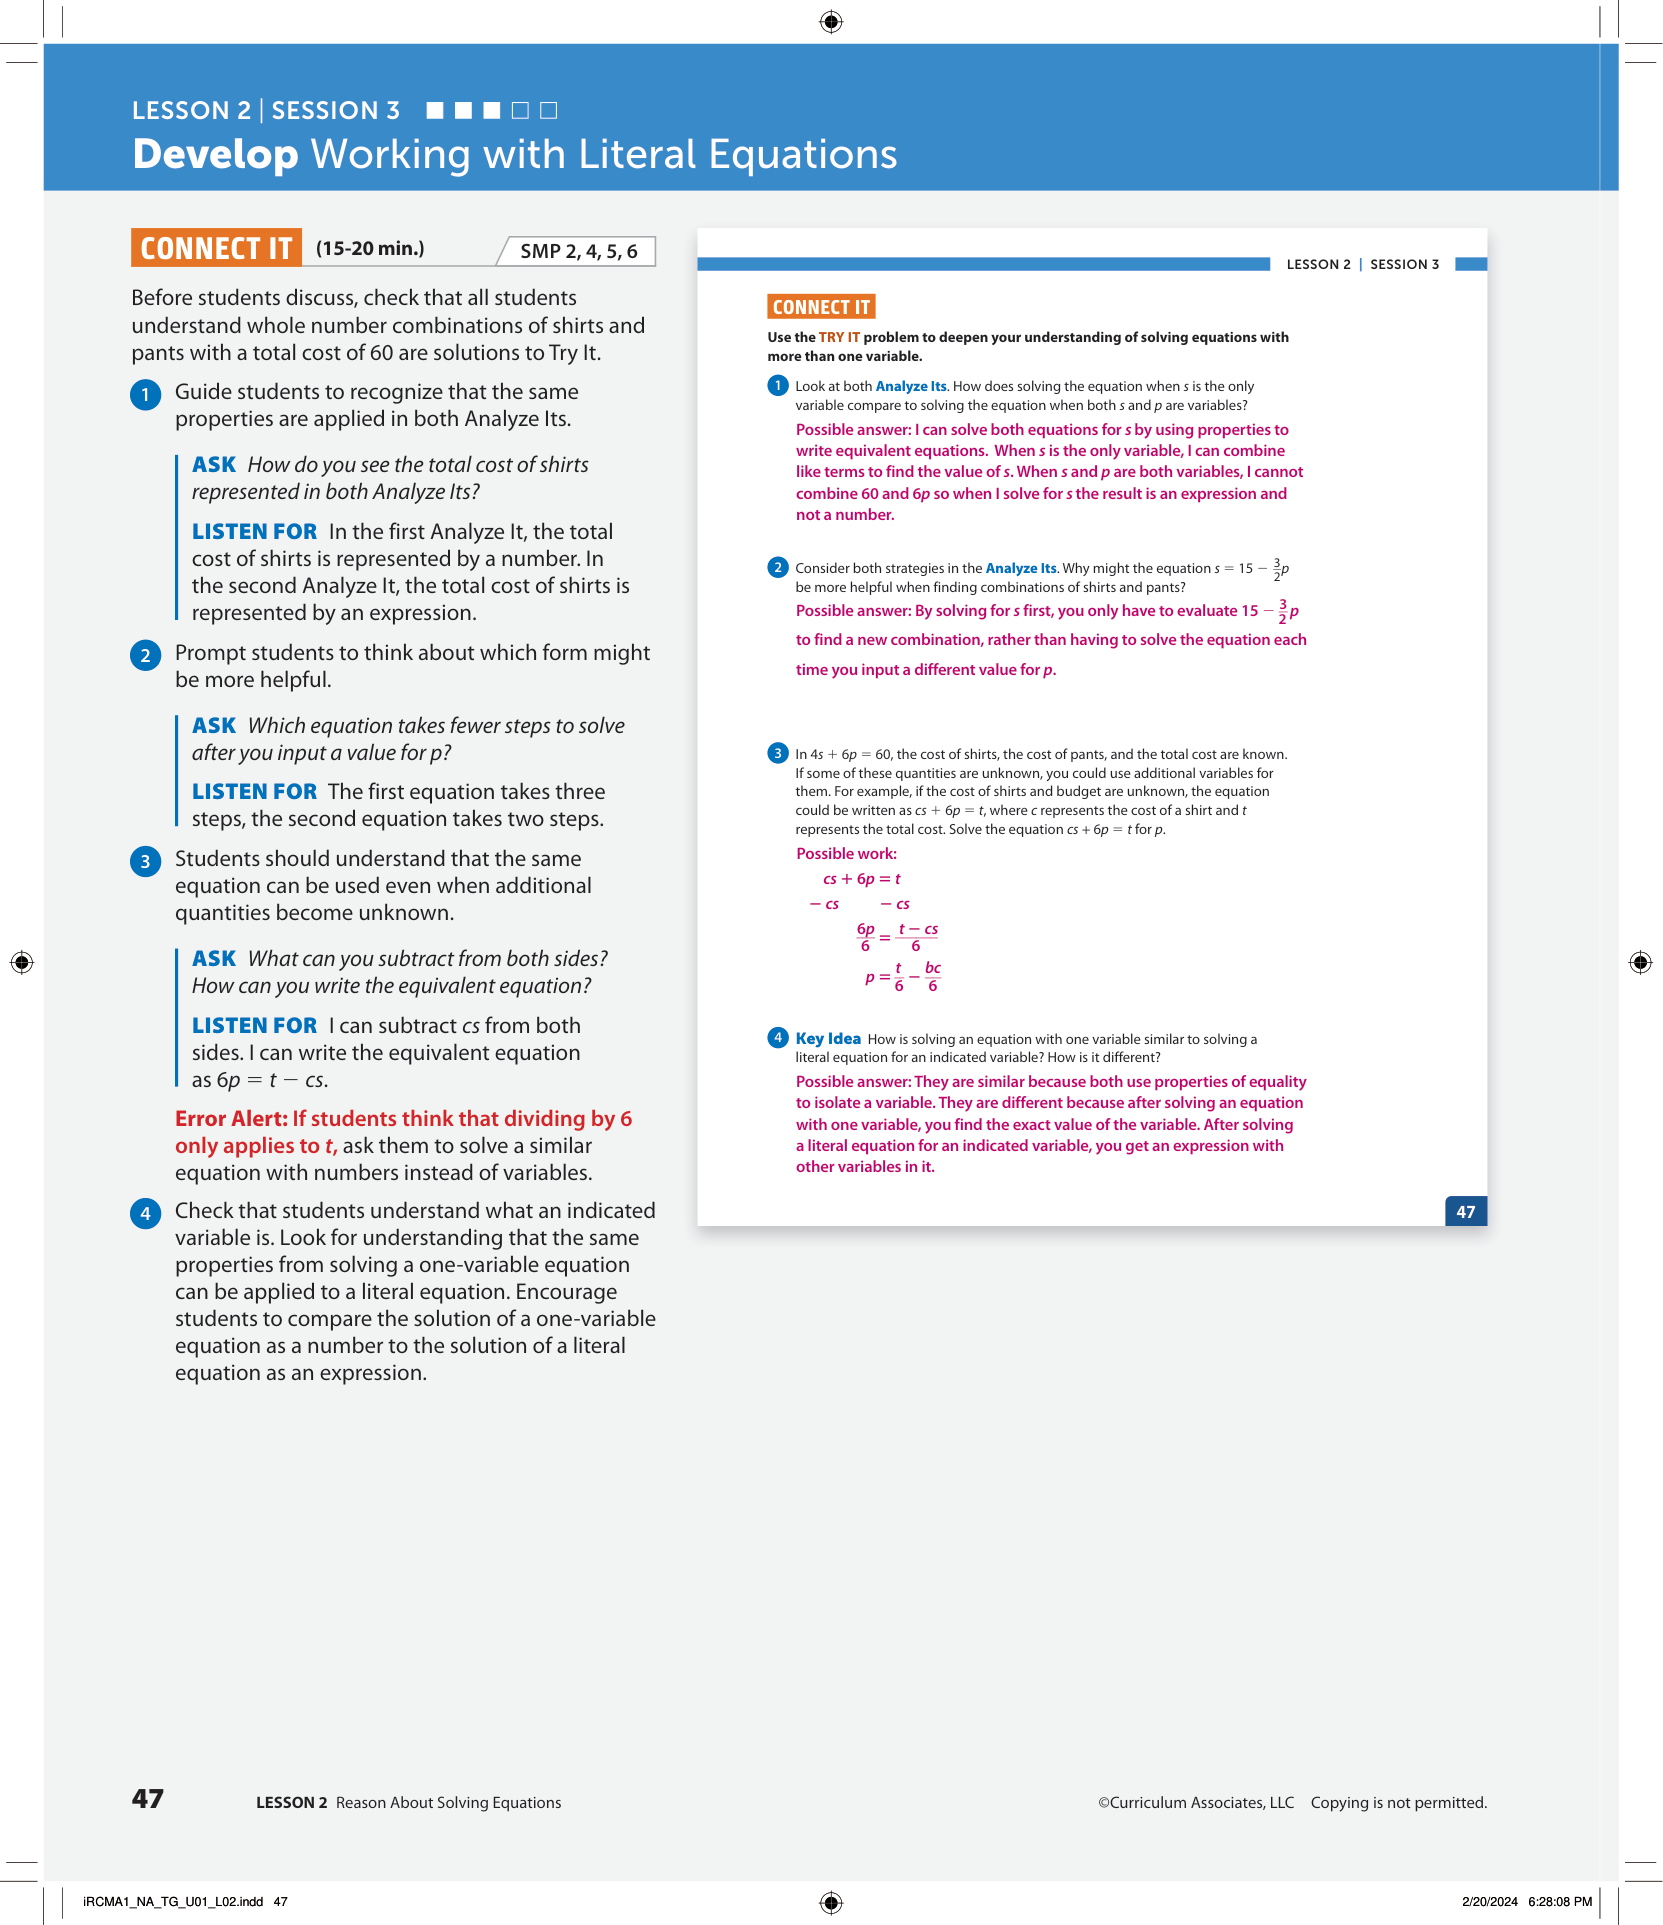 LESSON 2 | SESSION 3
Develop Working with Literal Equations
CONNECT IT (15-20 min.) SMP 2, 4, 5, 6
Before students discuss, check that all students
understand whole number combinations of shirts and
pants with a total cost of 60 are solutions to Try It.
1 Guide students to recognize that the same
properties are applied in both Analyze Its.
ASK How do you see the total cost of shirts
represented in both Analyze Its?
LISTEN FOR In the first Analyze It, the total
cost of shirts is represented by a number. In
the second Analyze It, the total cost of shirts is
represented by an expression.
2 Prompt students to think about which form might
be more helpful.
ASK Which equation takes fewer steps to solve
after you input a value for p?
LISTEN FOR The first equation takes three
steps, the second equation takes two steps.
3 Students should understand that the same
equation can be used even when additional
quantities become unknown.
ASK What can you subtract from both sides?
How can you write the equivalent equation?
LISTEN FOR I can subtract cs from both
sides. I can write the equivalent equation
as 6p = t − cs.
Error Alert: If students think that dividing by 6
only applies to t, ask them to solve a similar
equation with numbers instead of variables.
4 Check that students understand what an indicated
variable is. Look for understanding that the same
properties from solving a one-variable equation
can be applied to a literal equation. Encourage
students to compare the solution of a one-variable
equation as a number to the solution of a literal
equation as an expression.
LESSON 2 | SESSION 3
CONNECT IT
Use the TRY IT problem to deepen your understanding of solving equations with
more than one variable.
1 Look at both Analyze Its. How does solving the equation when s is the only
variable compare to solving the equation when both s and p are variables?
Possible answer: I can solve both equations for s by using properties to
write equivalent equations. When s is the only variable, I can combine
like terms to find the value of s. When s and p are both variables, I cannot
combine 60 and 6p so when I solve for s the result is an expression and
not a number.
2 Consider both strategies in the Analyze Its. Why might the equation s = 15 − 3/2 p
be more helpful when finding combinations of shirts and pants?
Possible answer: By solving for s first, you only have to evaluate 15 − 3/2 p
to find a new combination, rather than having to solve the equation each
time you input a different value for p.
3 In 4s + 6p = 60, the cost of shirts, the cost of pants, and the total cost are known.
If some of these quantities are unknown, you could use additional variables for
them. For example, if the cost of shirts and budget are unknown, the equation
could be written as cs + 6p = t, where c represents the cost of a shirt and t
represents the total cost. Solve the equation cs + 6p = t for p.
Possible work:
cs + 6p = t
− cs − cs
6p/6 = t − cs/6
p = t/6 − bc/6
4 Key Idea How is solving an equation with one variable similar to solving a
literal equation for an indicated variable? How is it different?
Possible answer: They are similar because both use properties of equality
to isolate a variable. They are different because after solving an equation
with one variable, you find the exact value of the variable. After solving
a literal equation for an indicated variable, you get an expression with
other variables in it.
47
47 LESSON 2 Reason About Solving Equations ©Curriculum Associates, LLC Copying is not permitted.
iRCMA1_NA_TG_U01_L02.indd 47 2/20/2024 6:28:08 PM